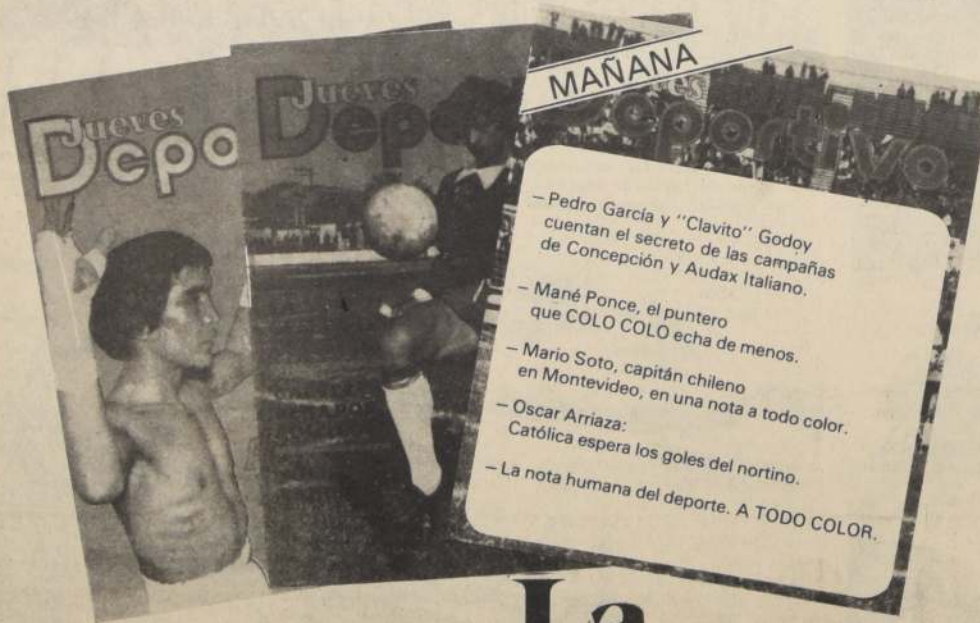 Jueves
Depo
Jueves
Depo
MAÑANA
es
portivo
– Pedro García y "Clavito" Godoy
cuentan el secreto de las campañas
de Concepción y Audax Italiano.
– Mané Ponce, el puntero
que COLO COLO echa de menos.
– Mario Soto, capitán chileno
en Montevideo, en una nota a todo color.
– Oscar Arriaza:
Católica espera los goles del nortino.
– La nota humana del deporte. A TODO COLOR.
La